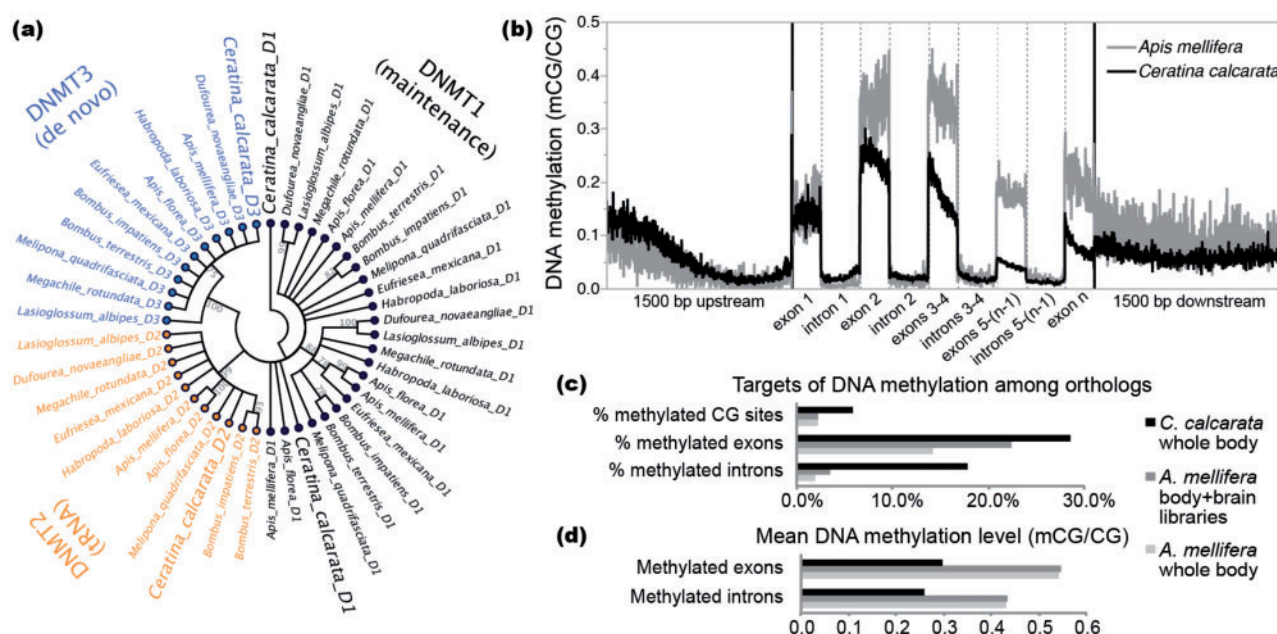 (a)
DNMT3
(de novo)
DNMT1
(maintenance)
DNMT2
(tRNA)
Ceratina_calcarata_D1
Dufourea_novaeangliae_D1
Lasioglossum_albipes_D1
Megachile_rotundata_D1
Apis_florea_D1
Apis_mellifera_D1
Bombus_terrestris_D1
Bombus_impatiens_D1
Melipona_quadrifasciata_D1
Eufriesea_mexicana_D1
Habropoda_laboriosa_D1
Dufourea_novaeangliae_D1
Lasioglossum_albipes_D1
Megachile_rotundata_D1
Habropoda_laboriosa_D1
Apis_florea_D1
Apis_mellifera_D1
Eufriesea_mexicana_D1
Bombus_impatiens_D1
Bombus_terrestris_D1
Melipona_quadrifasciata_D1
Ceratina_calcarata_D1
Apis_florea_D1
Apis_mellifera_D1
Bombus_terrestris_D2
Bombus_impatiens_D2
Ceratina_calcarata_D2
Melipona_quadrifasciata_D2
Apis_florea_D2
Apis_mellifera_D2
Habropoda_laboriosa_D2
Eufriesea_mexicana_D2
Megachile_rotundata_D2
Dufourea_novaeangliae_D2
Lasioglossum_albipes_D2
Lasioglossum_albipes_D3
Megachile_rotundata_D3
Melipona_quadrifasciata_D3
Bombus_terrestris_D3
Bombus_impatiens_D3
Eufriesea_mexicana_D3
Apis_florea_D3
Habropoda_laboriosa_D3
Apis_mellifera_D3
Dufourea_novaeangliae_D3
Ceratina_calcarata_D3
100
100
(b)
DNA methylation (mCG/CG)
0.5
0.4
0.3
0.2
0.1
0.0
Apis mellifera
Ceratina calcarata
1500 bp upstream
exon 1
intron 1
exon 2
intron 2
exons 3-4
introns 3-4
exons 5-(n-1)
introns 5-(n-1)
exon n
1500 bp downstream
(c)
Targets of DNA methylation among orthologs
% methylated CG sites
% methylated exons
% methylated introns
0.0% 10.0% 20.0% 30.0%
C. calcarata
whole body
A. mellifera
body+brain
libraries
A. mellifera
whole body
(d)
Mean DNA methylation level (mCG/CG)
Methylated exons
Methylated introns
0.0 0.1 0.2 0.3 0.4 0.5 0.6